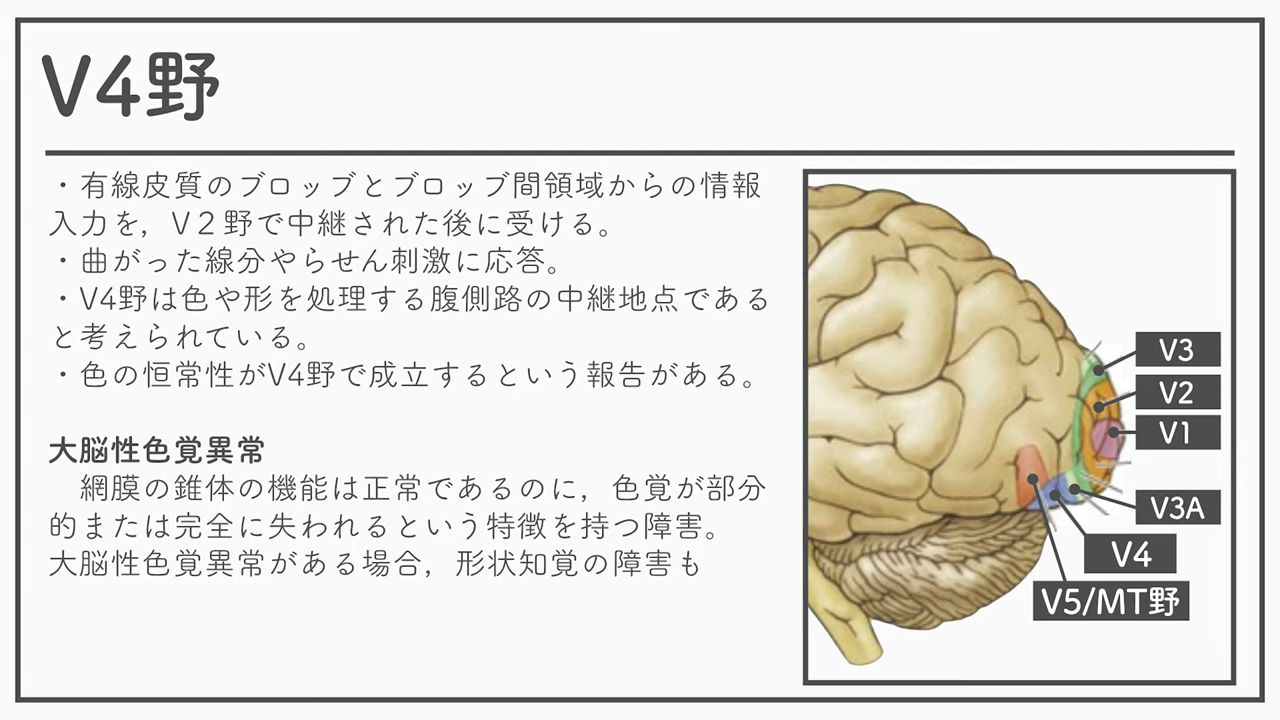 V4野
・有線皮質のブロッブとブロッブ間領域からの情報
入力を，V２野で中継された後に受ける。
・曲がった線分やらせん刺激に応答。
・V4野は色や形を処理する腹側路の中継地点である
と考えられている。
・色の恒常性がV4野で成立するという報告がある。
大脳性色覚異常
　網膜の錐体の機能は正常であるのに，色覚が部分
的または完全に失われるという特徴を持つ障害。
大脳性色覚異常がある場合，形状知覚の障害も
V3
V2
V1
V3A
V4
V5/MT野